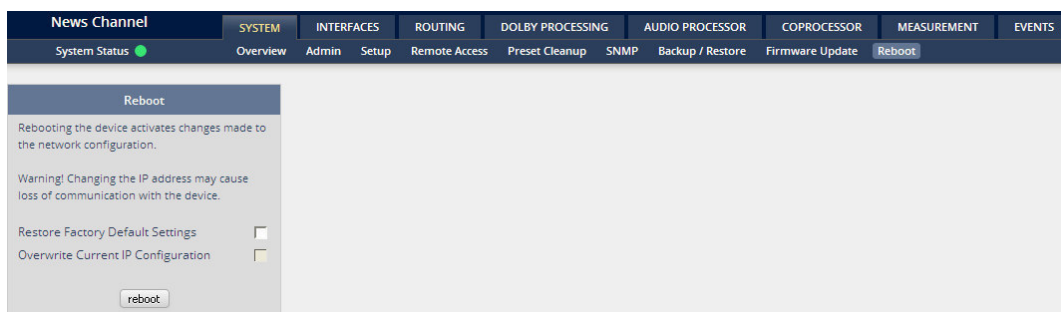 News Channel
SYSTEM INTERFACES ROUTING DOLBY PROCESSING AUDIO PROCESSOR COPROCESSOR MEASUREMENT EVENTS
System Status Overview Admin Setup Remote Access Preset Cleanup SNMP Backup / Restore Firmware Update Reboot
Reboot
Rebooting the device activates changes made to
the network configuration.
Warning! Changing the IP address may cause
loss of communication with the device.
Restore Factory Default Settings
Overwrite Current IP Configuration
reboot